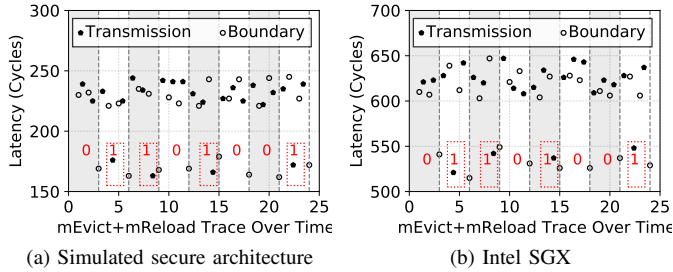 300
250
200
150
Latency (Cycles)
Transmission
Boundary
0 1 1 0 1 0 0 1
0 5 10 15 20 25
mEvict+mReload Trace Over Time
(a) Simulated secure architecture
700
650
600
550
500
Latency (Cycles)
Transmission
Boundary
0 1 1 0 1 0 0 1
0 5 10 15 20 25
mEvict+mReload Trace Over Time
(b) Intel SGX